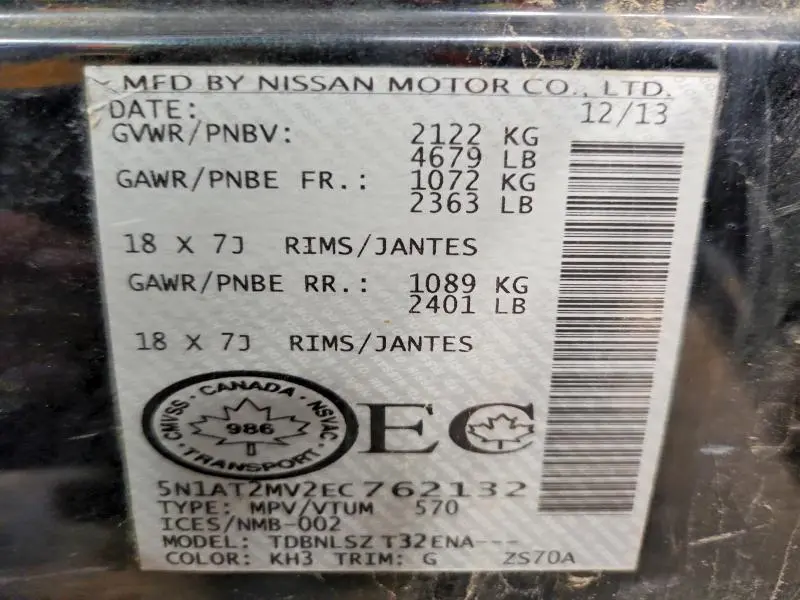 MFD BY NISSAN MOTOR CO., LTD.
DATE: 12/13
GVWR/PNBV: 2122 KG
4679 LB
GAWR/PNBE FR.: 1072 KG
2363 LB
18 X 7J RIMS/JANTES
GAWR/PNBE RR.: 1089 KG
2401 LB
18 X 7J RIMS/JANTES
CANADA
CMVSS 986 NSVAC
TRANSPORT
EC
5N1AT2MV2EC762132
TYPE: MPV/VTUM 570
ICES/NMB-002
MODEL: TDBNLSZ T32ENA---
COLOR: KH3 TRIM: G ZS70A